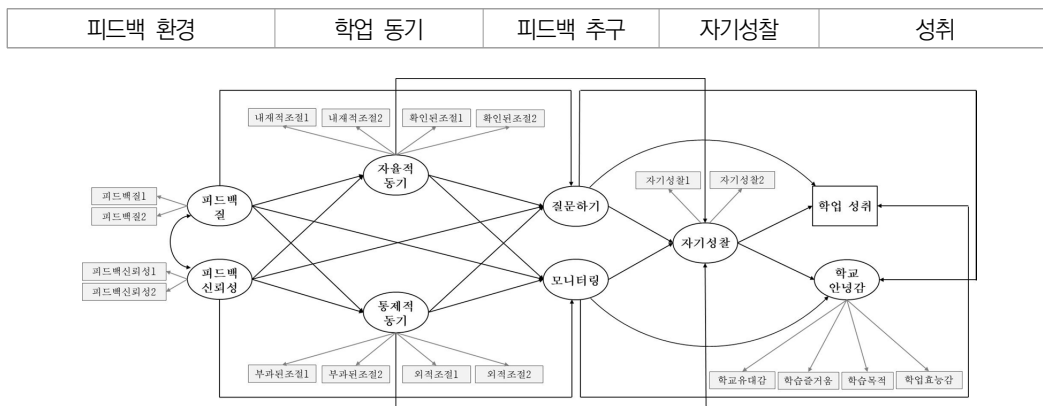 피드백 환경
학업 동기
피드백 추구
자기성찰
성취
내재적조절1
내재적조절2
확인된조절1
확인된조절2
자율적
동기
피드백질1
피드백질2
피드백
질
질문하기
자기성찰1
자기성찰2
학업 성취
자기성찰
피드백신뢰성1
피드백신뢰성2
피드백
신뢰성
모니터링
학교
안녕감
통제적
동기
부과된조절1
부과된조절2
외적조절1
외적조절2
학교유대감
학습즐거움
학습목적
학업효능감